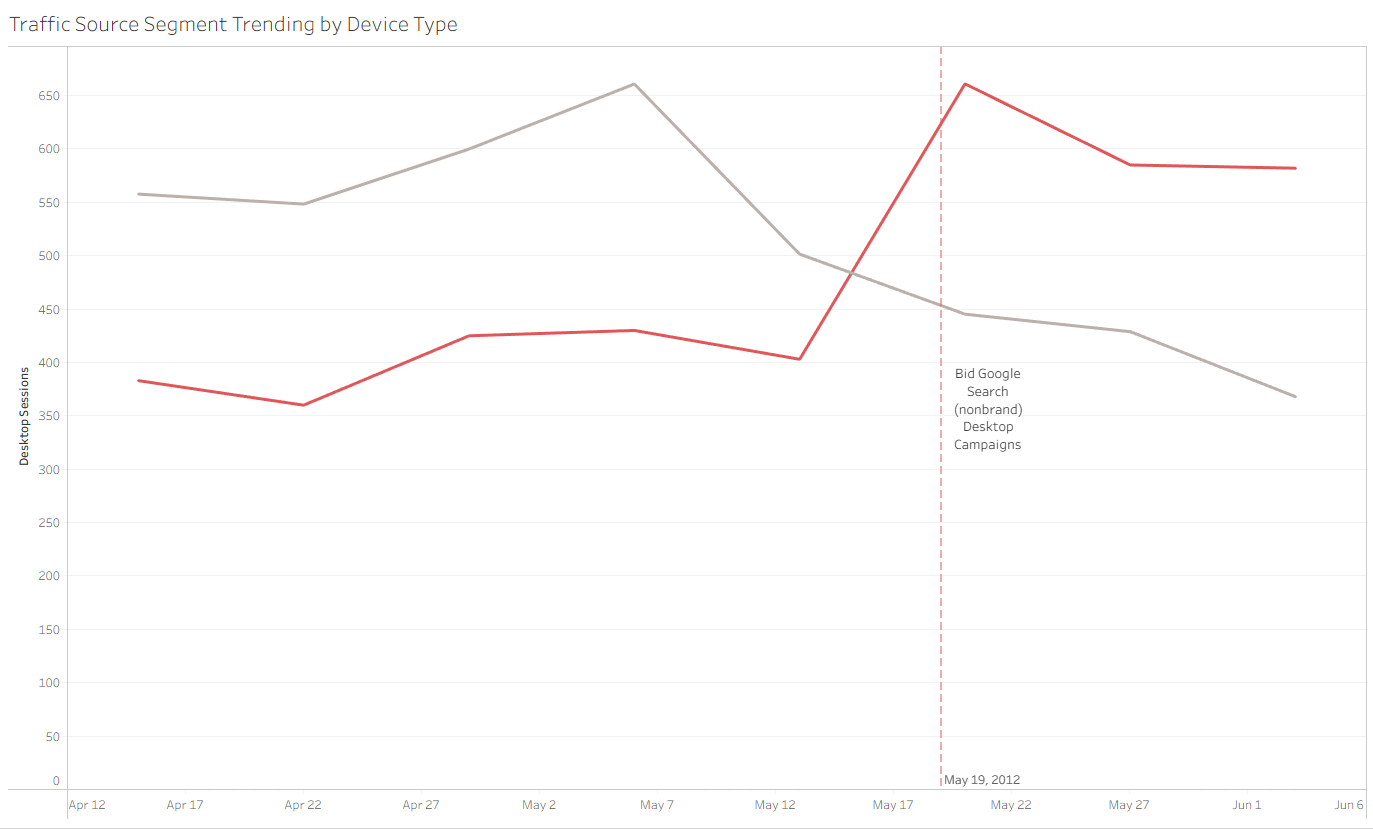 Traffic Source Segment Trending by Device Type
650
600
550
500
450
400
350
300
250
200
150
100
50
0
Desktop Sessions
Bid Google
Search
(nonbrand)
Desktop
Campaigns
May 19, 2012
Apr 12 Apr 17 Apr 22 Apr 27 May 2 May 7 May 12 May 17 May 22 May 27 Jun 1 Jun 6